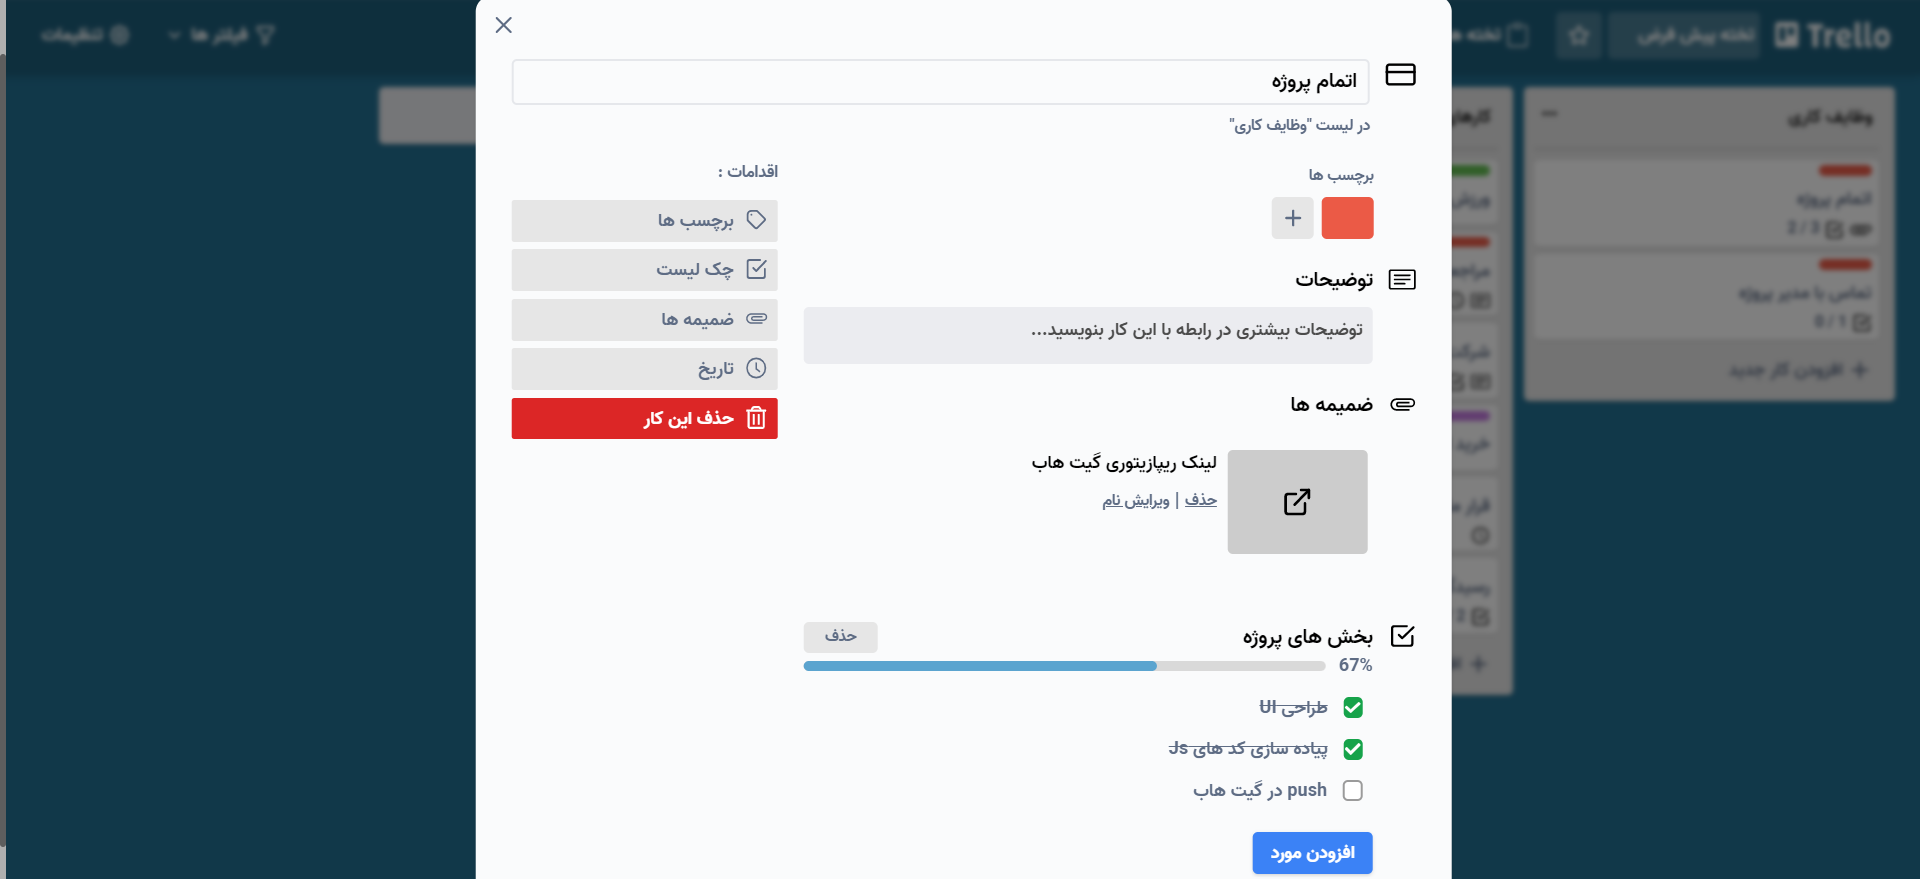 Trello
تخته پیش فرض
تخته
فیلتر ها
تنظیمات
وظایف کاری
اتمام پروژه
2 / 3
تماس با مدیر پروژه
0 / 1
افزودن کار جدید
ورزش
شرکت
خرید
قرار
اتمام پروژه
در لیست "وظایف کاری"
برچسب ها
توضیحات
توضیحات بیشتری در رابطه با این کار بنویسید...
ضمیمه ها
لینک ریپازیتوری گیت هاب
حذف | ویرایش نام
بخش های پروژه
حذف
67%
طراحی UI
پیاده سازی کد های Js
push در گیت هاب
افزودن مورد
اقدامات :
برچسب ها
چک لیست
ضمیمه ها
تاریخ
حذف این کار